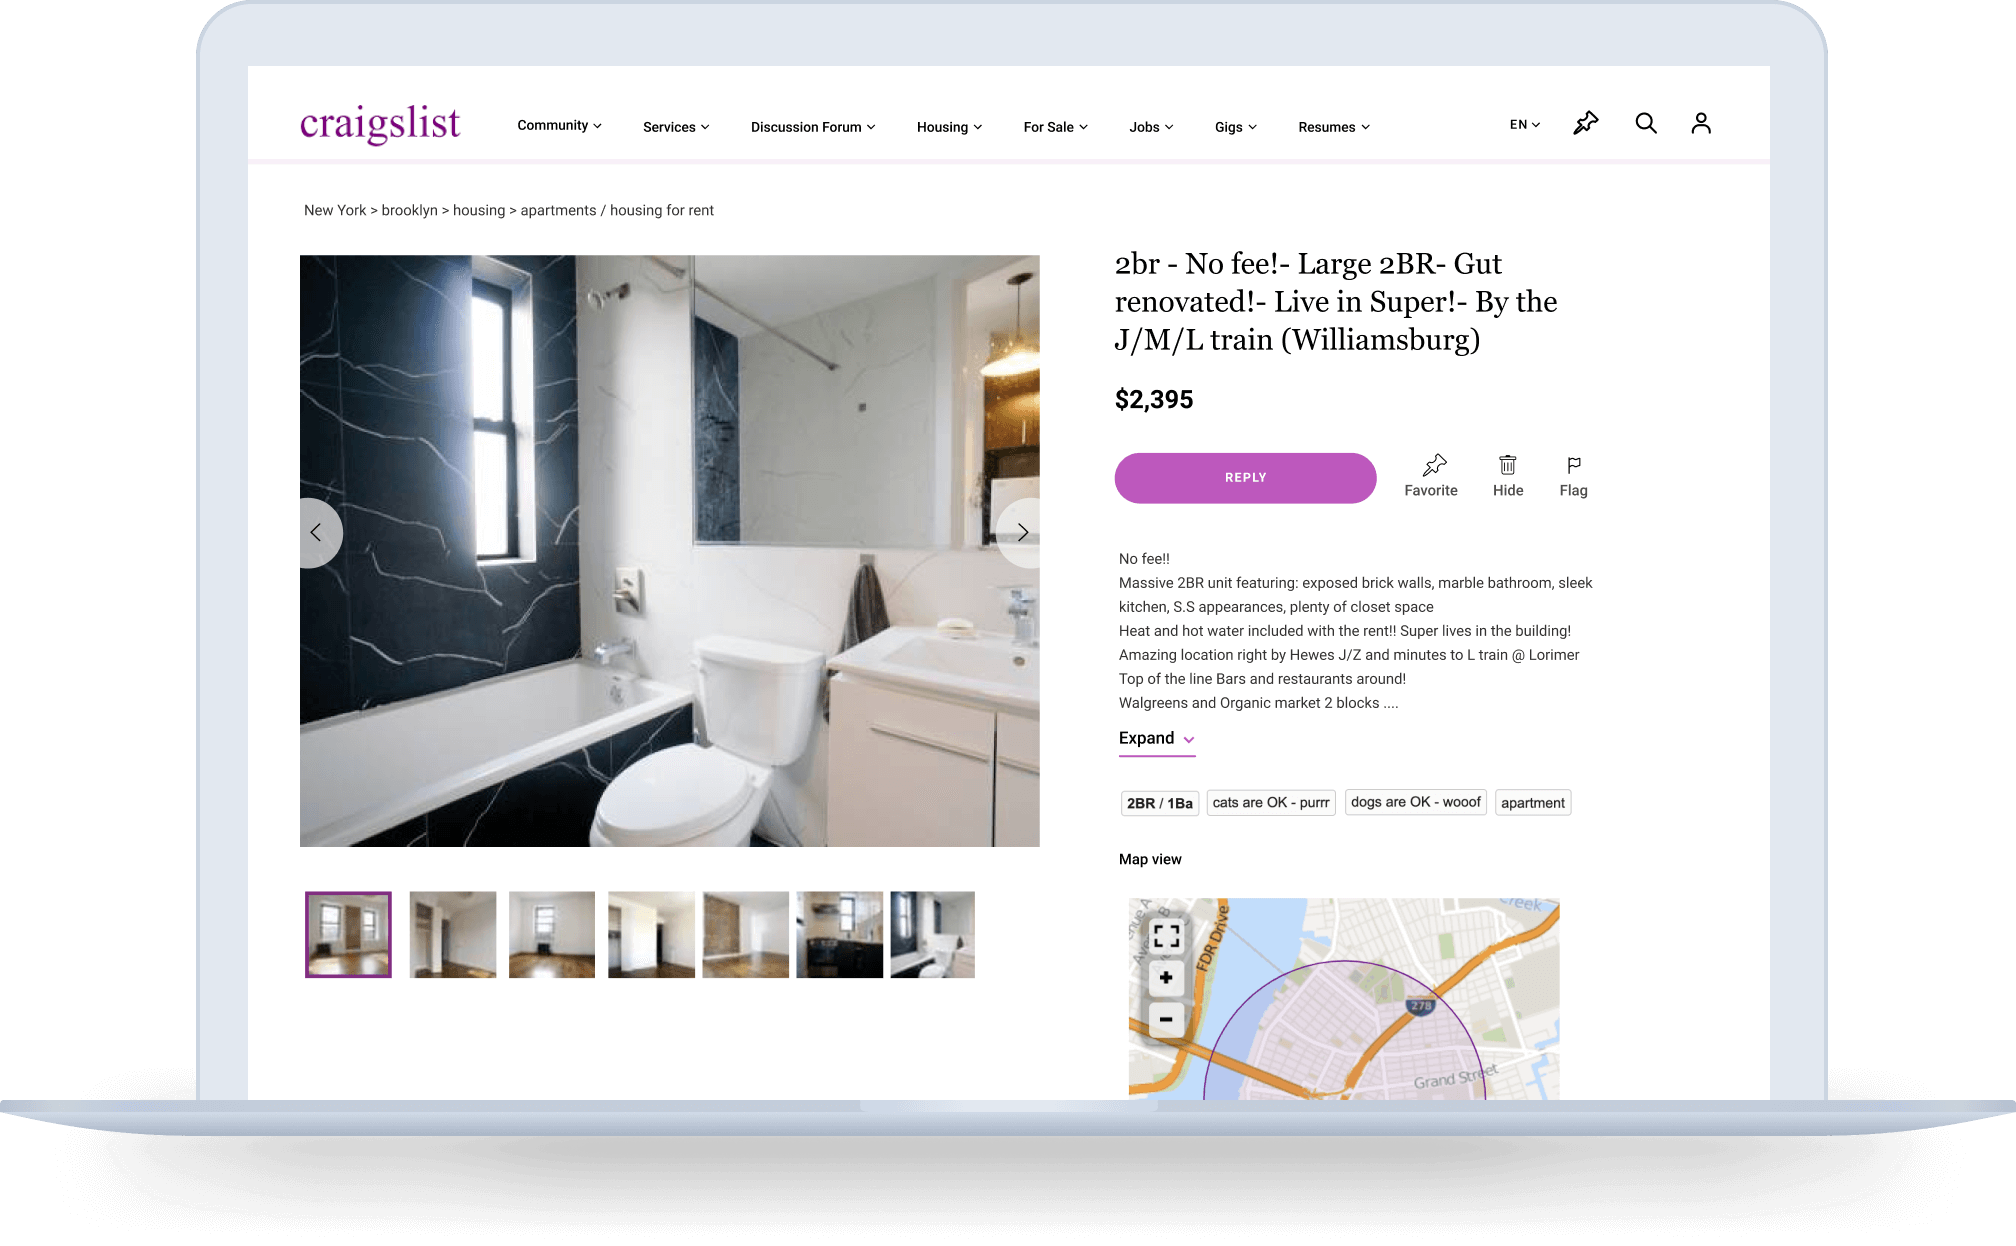 craigslist
Community
Services
Discussion Forum
Housing
For Sale
Jobs
Gigs
Resumes
EN
New York > brooklyn > housing > apartments / housing for rent
2br - No fee!- Large 2BR- Gut
renovated!- Live in Super!- By the
J/M/L train (Williamsburg)
$2,395
REPLY
Favorite
Hide
Flag
No fee!!
Massive 2BR unit featuring: exposed brick walls, marble bathroom, sleek
kitchen, S.S appearances, plenty of closet space
Heat and hot water included with the rent!! Super lives in the building!
Amazing location right by Hewes J/Z and minutes to L train @ Lorimer
Top of the line Bars and restaurants around!
Walgreens and Organic market 2 blocks ....
Expand
2BR / 1Ba
cats are OK - purrr
dogs are OK - wooof
apartment
Map view
Creek
FDR Drive
278
Grand Street